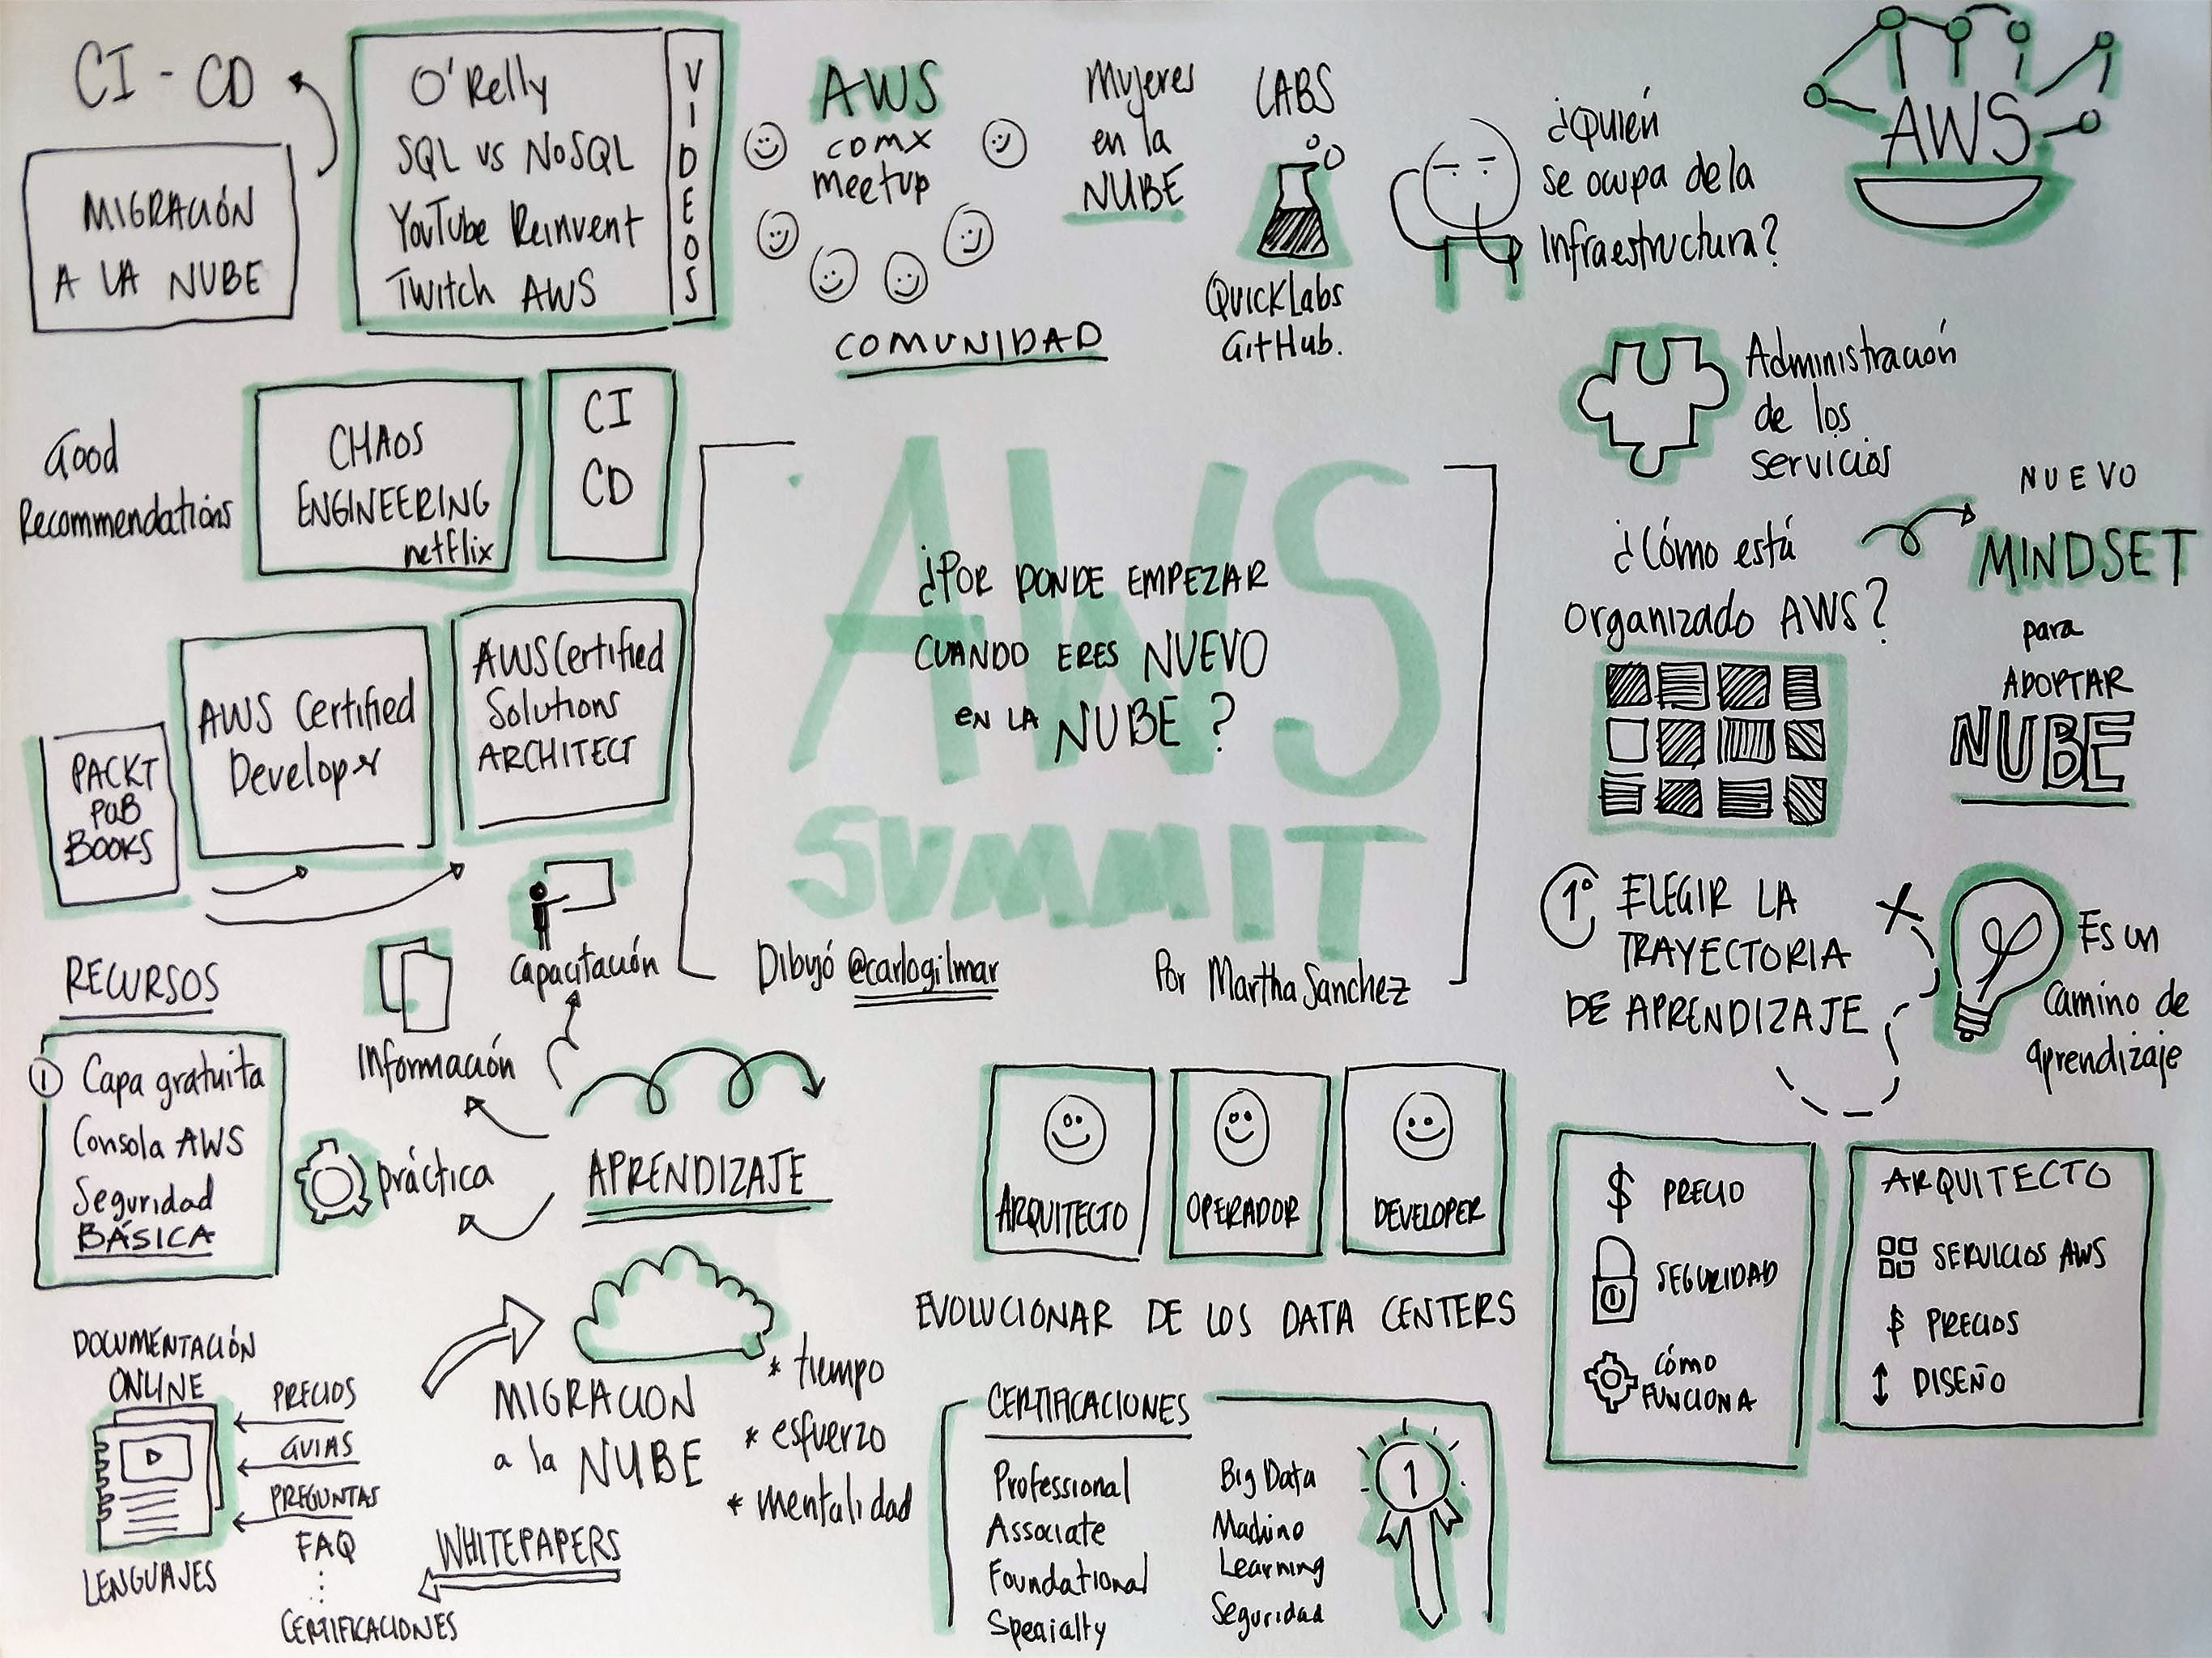 CI - CD
MIGRACIÓN
A LA NUBE
O'Relly
SQL vs NoSQL
YouTube Reinvent
Twitch AWS
VIDEOS
AWS
comx
meetup
COMUNIDAD
Mujeres
en la
NUBE
LABS
QUICKLabs
GitHub.
¿Quién
se ocupa de la
Infraestructura?
AWS
Administración
de los
servicios
Good
Recommendations
CHAOS
ENGINEERING
netflix
CI
CD
AWS
SUMMIT
¿POR DONDE EMPEZAR
CUANDO ERES NUEVO
EN LA NUBE?
Dibujó @carlogilmar
Por Martha Sanchez
¿Cómo está
organizado AWS?
NUEVO
MINDSET
para
ADOPTAR
NUBE
PACKT
PUB
BOOKS
AWS Certified
Developer
AWS Certified
Solutions
ARCHITECT
1º ELEGIR LA
TRAYECTORIA
DE APRENDIZAJE
Es un
Camino de
aprendizaje
RECURSOS
1 Capa gratuita
Consola AWS
Seguridad
BÁSICA
Capacitación
Información
práctica
APRENDIZAJE
ARQUITECTO
OPERADOR
DEVELOPER
EVOLUCIONAR DE LOS DATA CENTERS
$ PRECIO
SEGURIDAD
CÓMO
FUNCIONA
ARQUITECTO
SERVICIOS AWS
$ PRECIOS
DISEÑO
DOCUMENTACIÓN
ONLINE
PRECIOS
GUIAS
PREGUNTAS
FAQ
LENGUAJES
CERTIFICACIONES
WHITEPAPERS
MIGRACION
a la NUBE
* tiempo
* esfuerzo
* mentalidad
CERTIFICACIONES
Professional
Associate
Foundational
Speaialty
Big Data
Machino
Learning
Seguridad
1